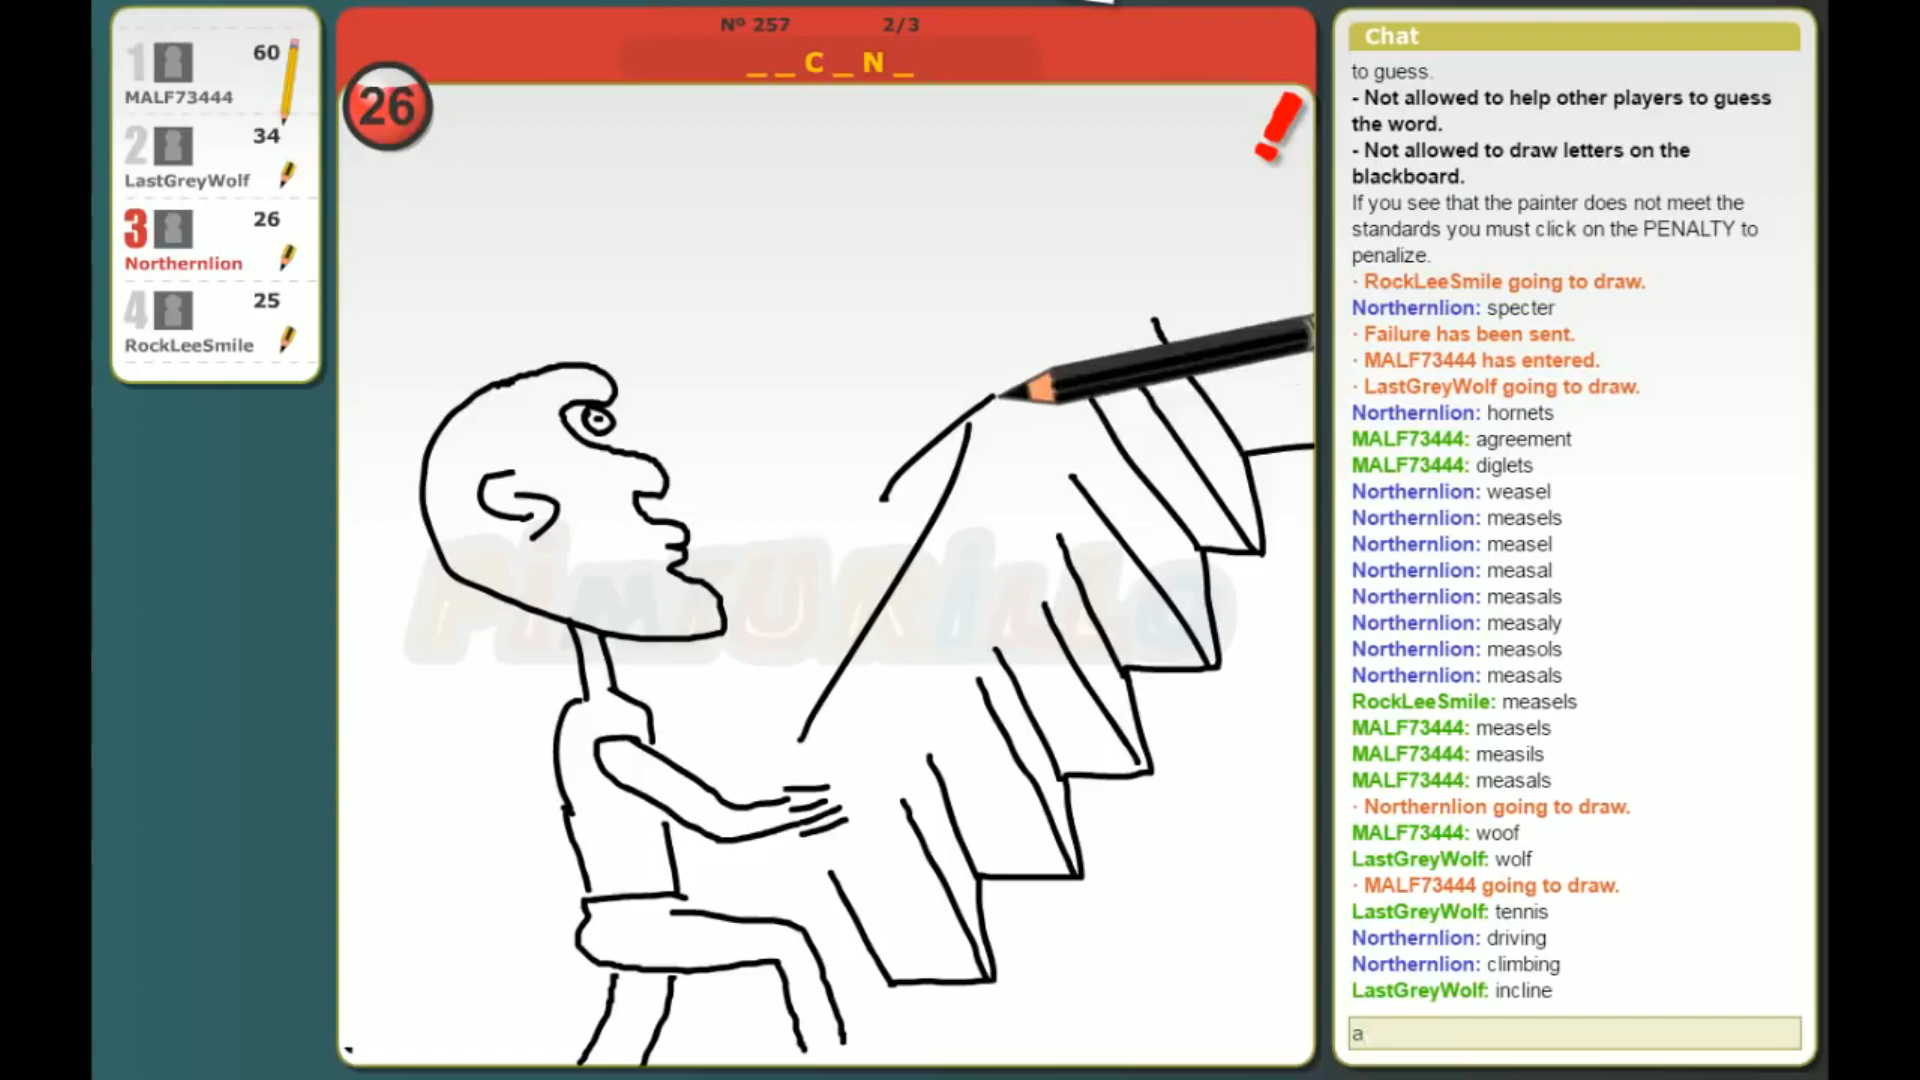 1
60
MALF73444
2
34
LastGreyWolf
3
26
Northernlion
4
25
RockLeeSmile
Nº 257 2/3
_ _ C _ N _
26
!
PiNTURiLLO
Chat
to guess.
- Not allowed to help other players to guess
the word.
- Not allowed to draw letters on the
blackboard.
If you see that the painter does not meet the
standards you must click on the PENALTY to
penalize.
· RockLeeSmile going to draw.
Northernlion: specter
· Failure has been sent.
· MALF73444 has entered.
· LastGreyWolf going to draw.
Northernlion: hornets
MALF73444: agreement
MALF73444: diglets
Northernlion: weasel
Northernlion: measels
Northernlion: measel
Northernlion: measal
Northernlion: measals
Northernlion: measaly
Northernlion: measols
Northernlion: measals
RockLeeSmile: measels
MALF73444: measels
MALF73444: measils
MALF73444: measals
· Northernlion going to draw.
MALF73444: woof
LastGreyWolf: wolf
· MALF73444 going to draw.
LastGreyWolf: tennis
Northernlion: driving
Northernlion: climbing
LastGreyWolf: incline
a